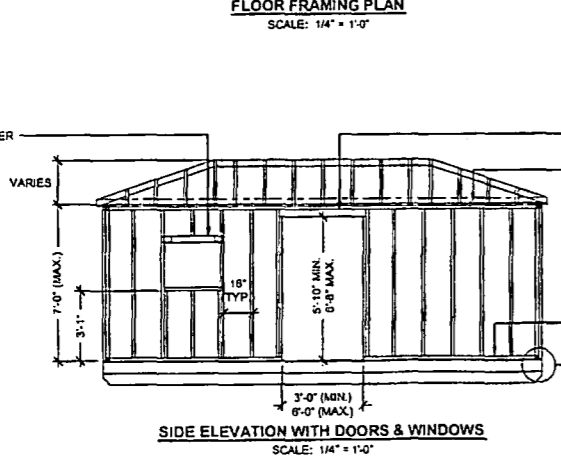 FLOOR FRAMING PLAN
SCALE: 1/4" = 1'-0"
ER
VARIES
7'-0" (MAX.)
3'-1"
16"
TYP
5'-10" MIN.
6'-8" MAX.
3'-0" (MIN.)
6'-0" (MAX.)
SIDE ELEVATION WITH DOORS & WINDOWS
SCALE: 1/4" = 1'-0"